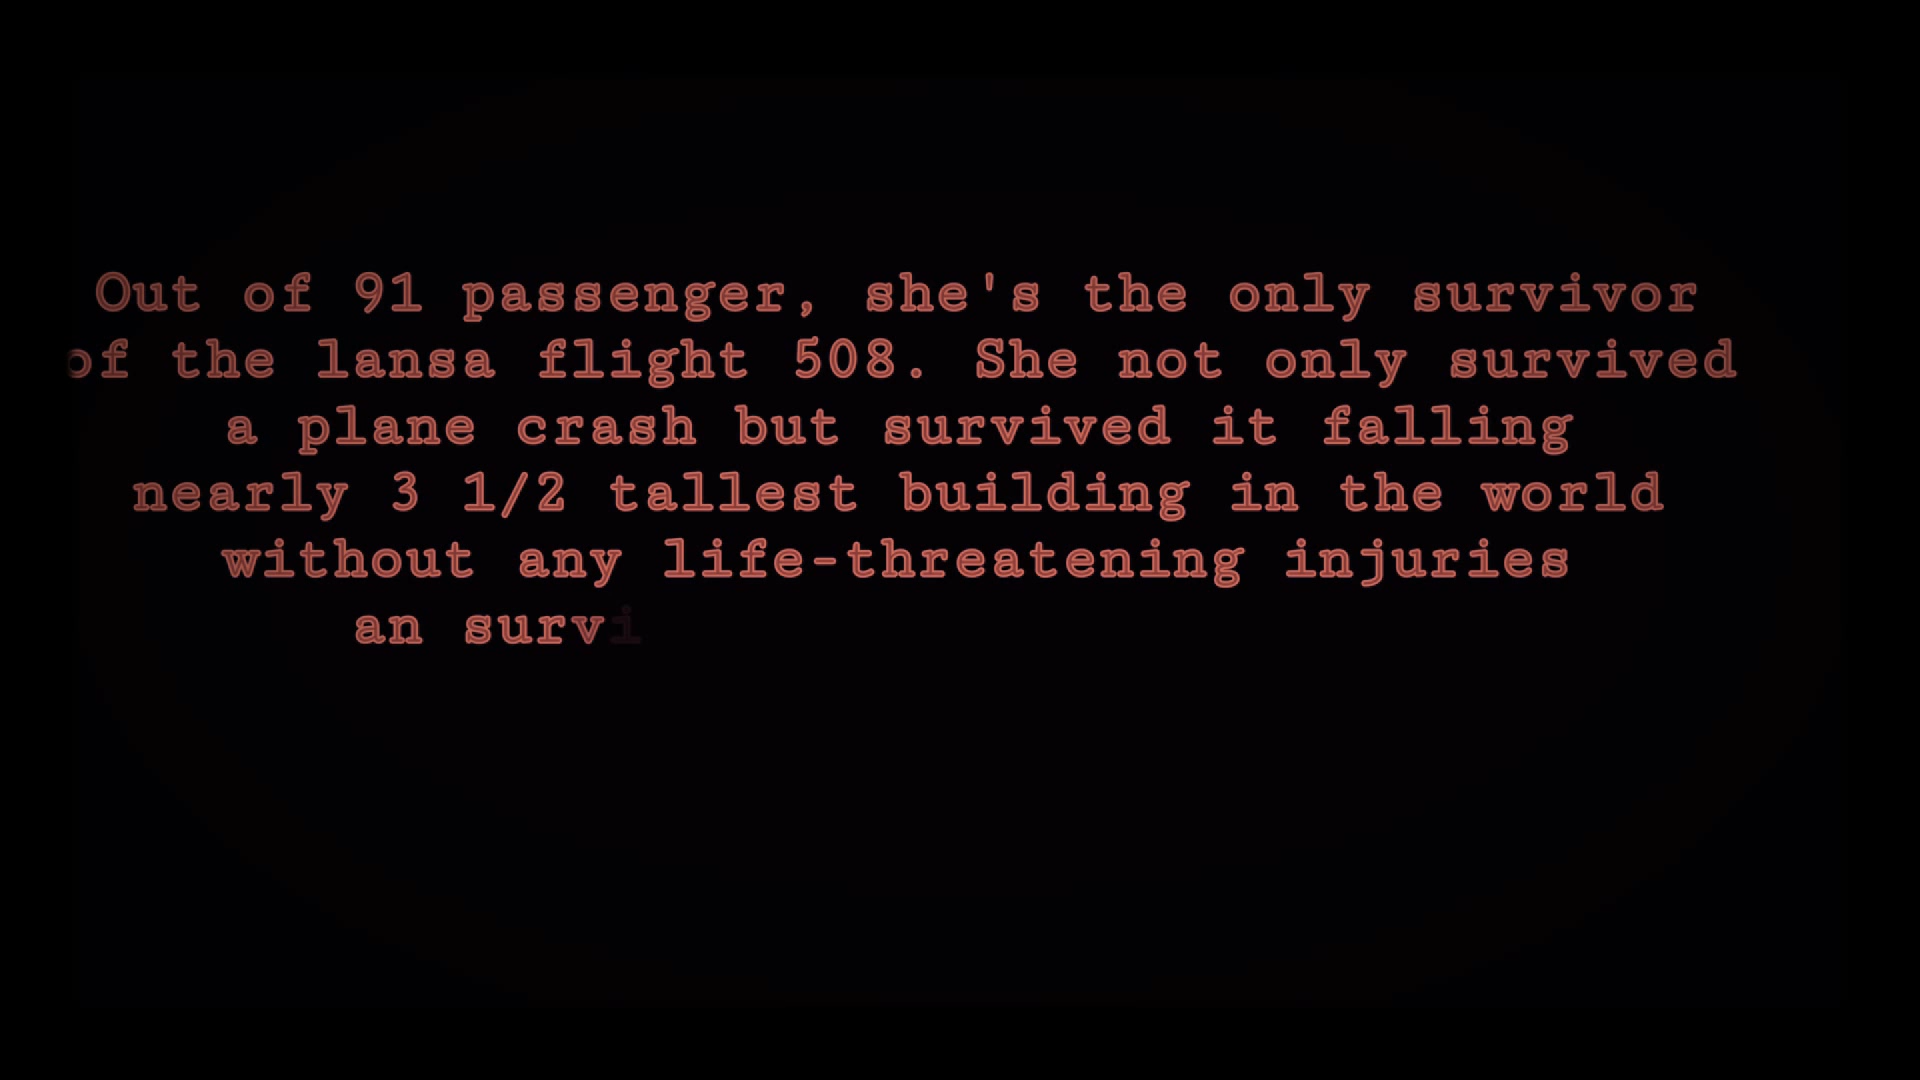 Out of 91 passenger, she's the only survivor
of the lansa flight 508. She not only survived
a plane crash but survived it falling
nearly 3 1/2 tallest building in the world
without any life-threatening injuries
an survi